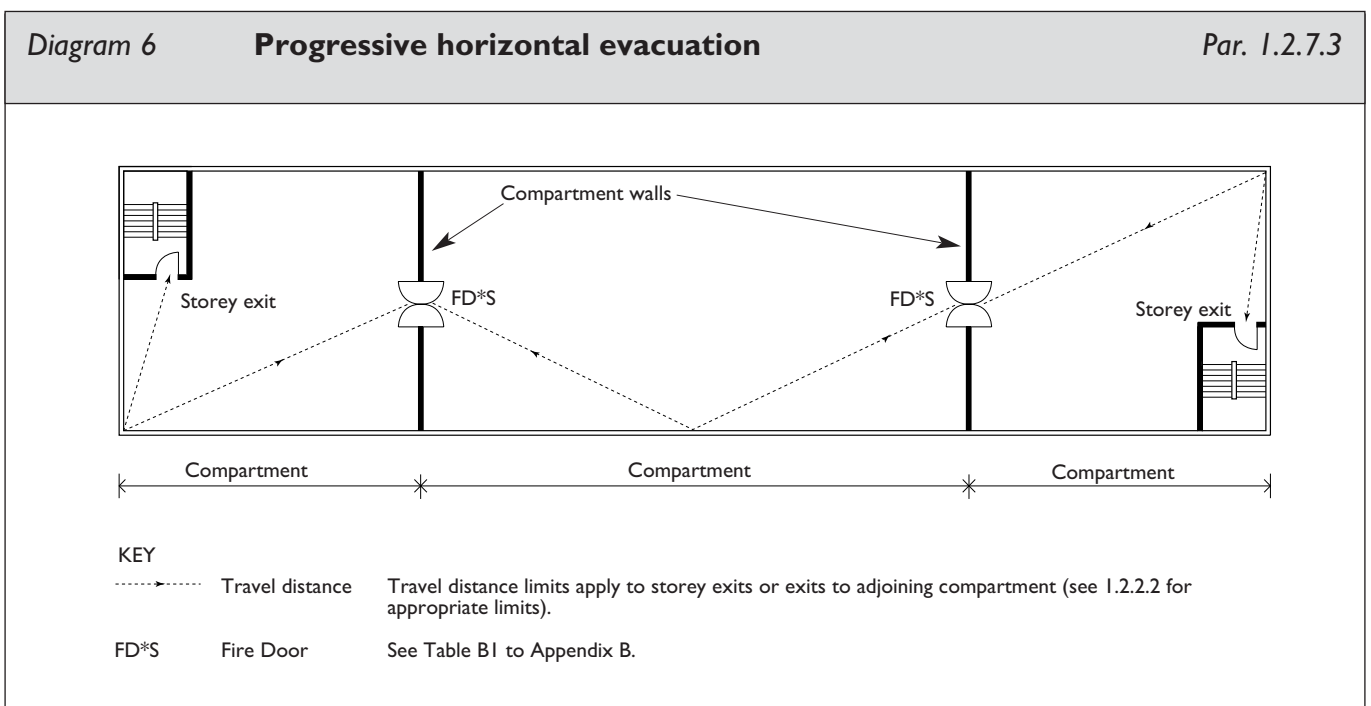 Diagram 6 Progressive horizontal evacuation Par. 1.2.7.3
Compartment walls
Storey exit
FD*S
FD*S
Storey exit
Compartment
Compartment
Compartment
KEY
Travel distance Travel distance limits apply to storey exits or exits to adjoining compartment (see 1.2.2.2 for
appropriate limits).
FD*S Fire Door See Table B1 to Appendix B.